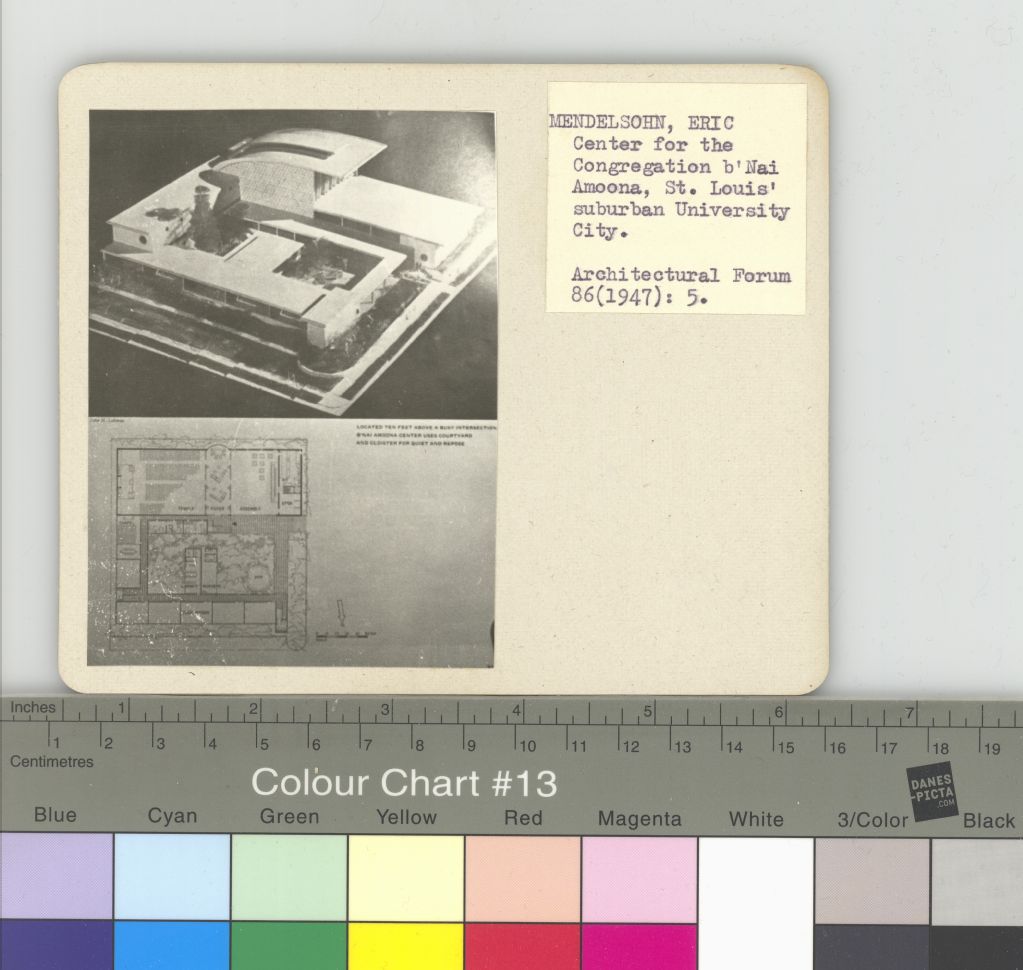 MENDELSOHN, ERIC
Center for the
Congregation b'Nai
Amoona, St. Louis'
suburban University
City.
Architectural Forum
86(1947): 5.
LOCATED TEN FEET ABOVE A BUSY INTERSECTION
B'NAI AMOONA CENTER USES COURTYARD
AND CLOISTER FOR QUIET AND REPOSE
TEMPLE FOYER ASSEMBLY
Inches 1 2 3 4 5 6 7
1 2 3 4 5 6 7 8 9 10 11 12 13 14 15 16 17 18 19
Centimetres
Colour Chart #13
DANES
-PICTA
.COM
Blue Cyan Green Yellow Red Magenta White 3/Color Black